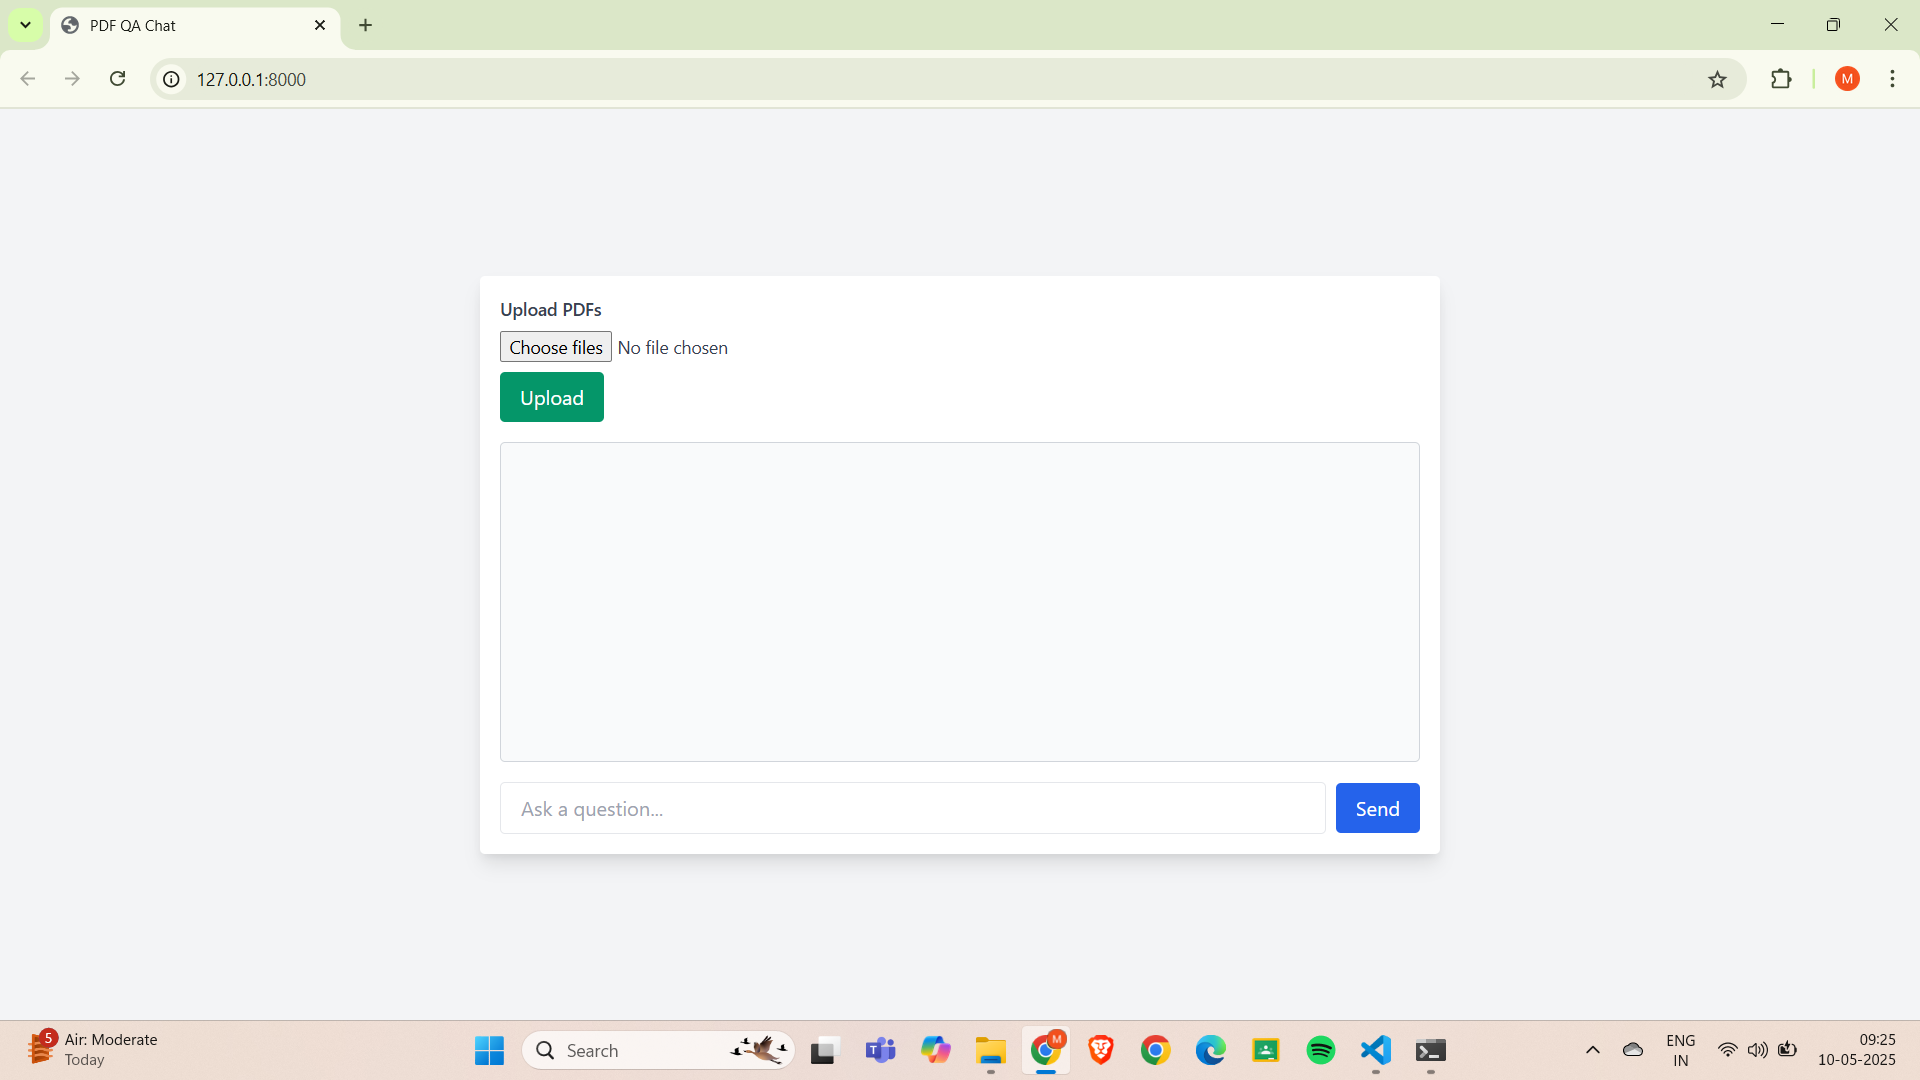 PDF QA Chat
127.0.0.1:8000
M
Upload PDFs
Choose files No file chosen
Upload
Ask a question...
Send
5
Air: Moderate
Today
Search
M
ENG
IN
09:25
10-05-2025